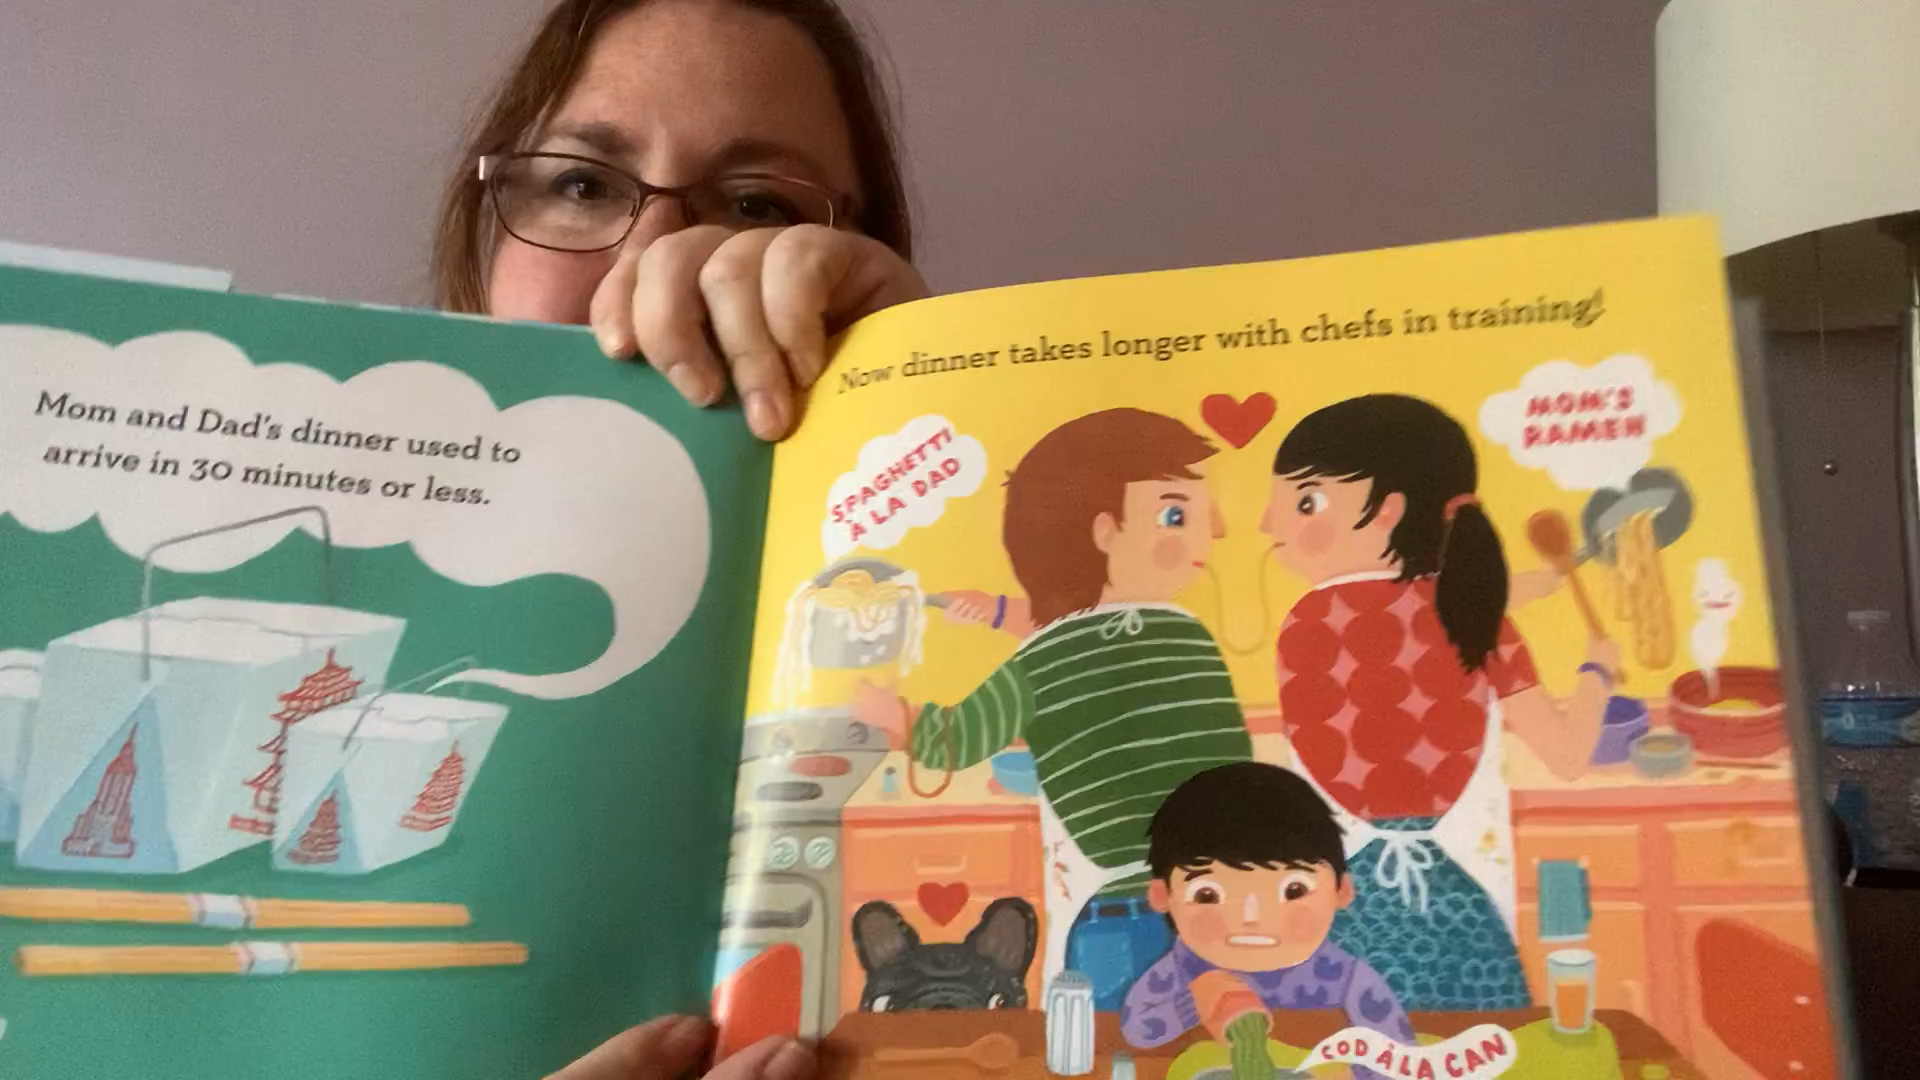 Mom and Dad's dinner used to
arrive in 30 minutes or less.
Now dinner takes longer with chefs in training!
SPAGHETTI
À LA DAD
MOM'S
RAMEN
COD À LA CAN